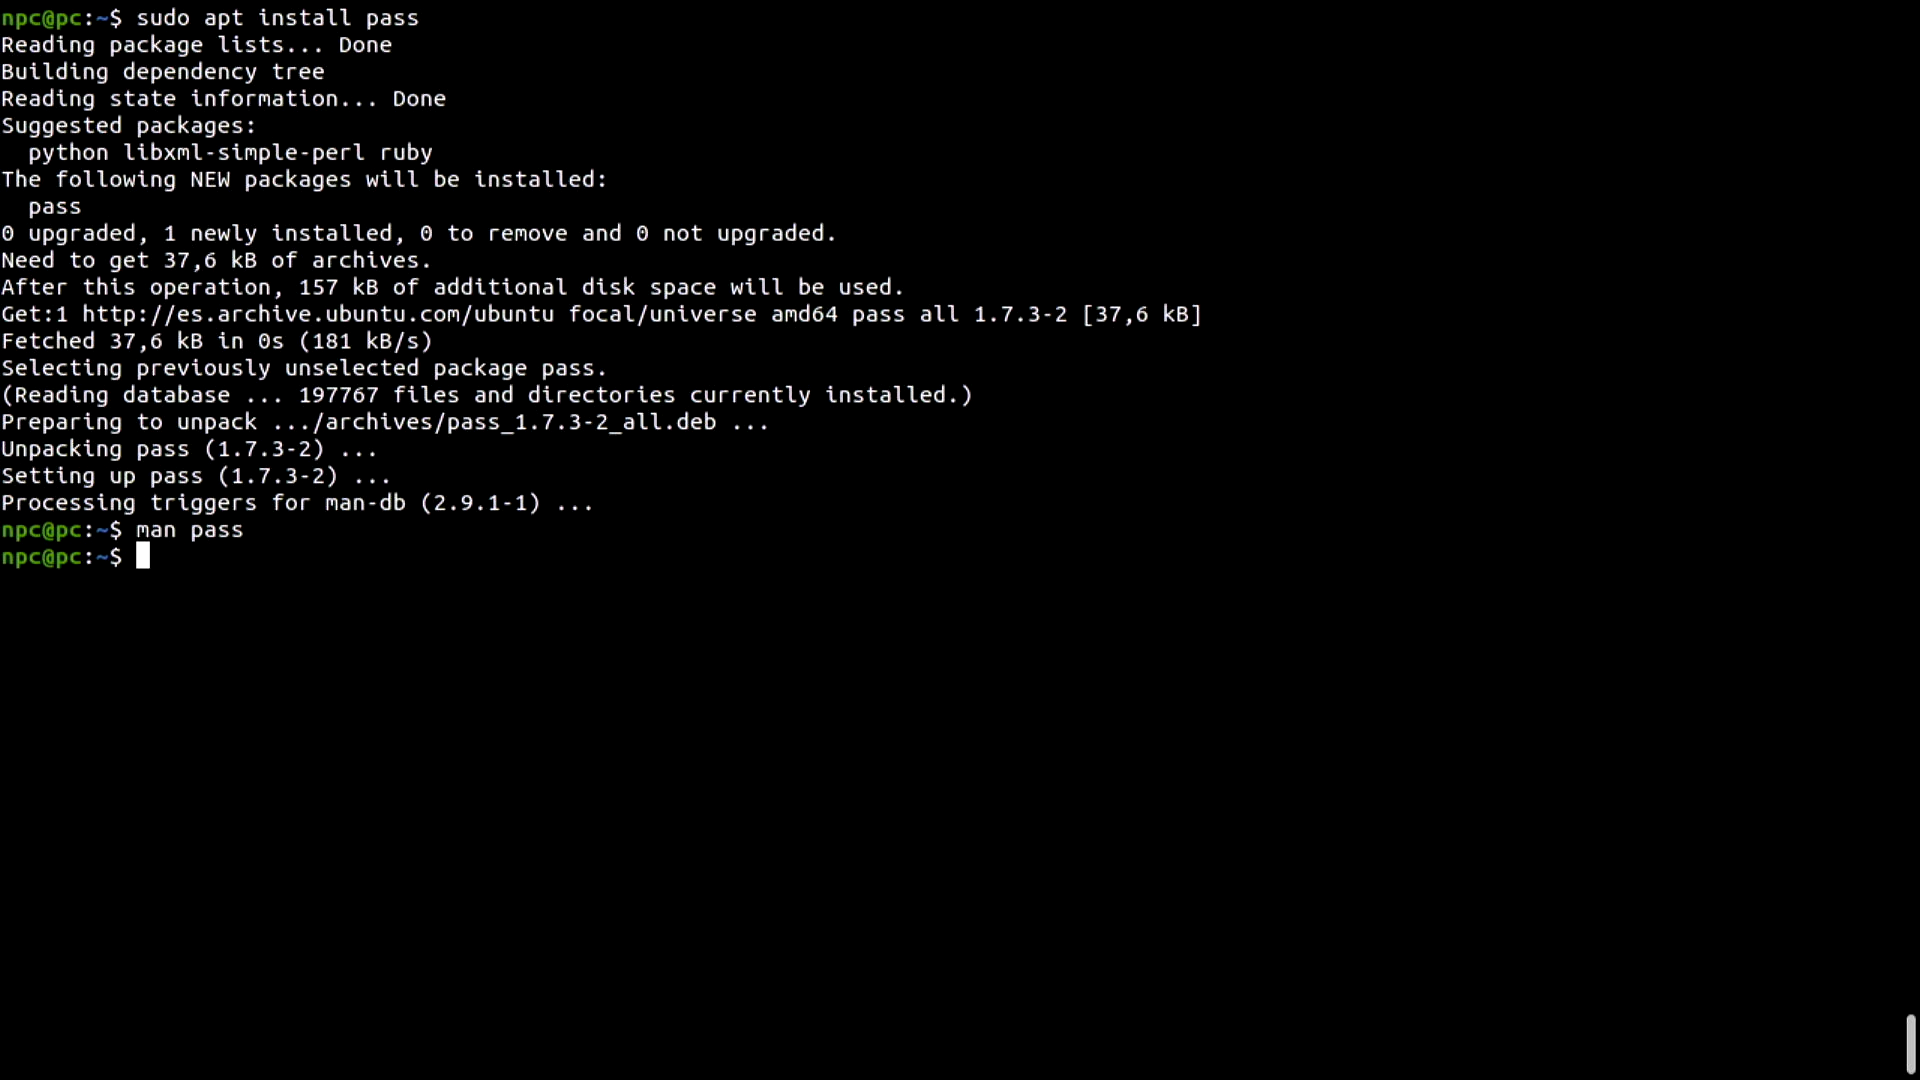 npc@pc:~$ sudo apt install pass
Reading package lists... Done
Building dependency tree
Reading state information... Done
Suggested packages:
  python libxml-simple-perl ruby
The following NEW packages will be installed:
  pass
0 upgraded, 1 newly installed, 0 to remove and 0 not upgraded.
Need to get 37,6 kB of archives.
After this operation, 157 kB of additional disk space will be used.
Get:1 http://es.archive.ubuntu.com/ubuntu focal/universe amd64 pass all 1.7.3-2 [37,6 kB]
Fetched 37,6 kB in 0s (181 kB/s)
Selecting previously unselected package pass.
(Reading database ... 197767 files and directories currently installed.)
Preparing to unpack .../archives/pass_1.7.3-2_all.deb ...
Unpacking pass (1.7.3-2) ...
Setting up pass (1.7.3-2) ...
Processing triggers for man-db (2.9.1-1) ...
npc@pc:~$ man pass
npc@pc:~$